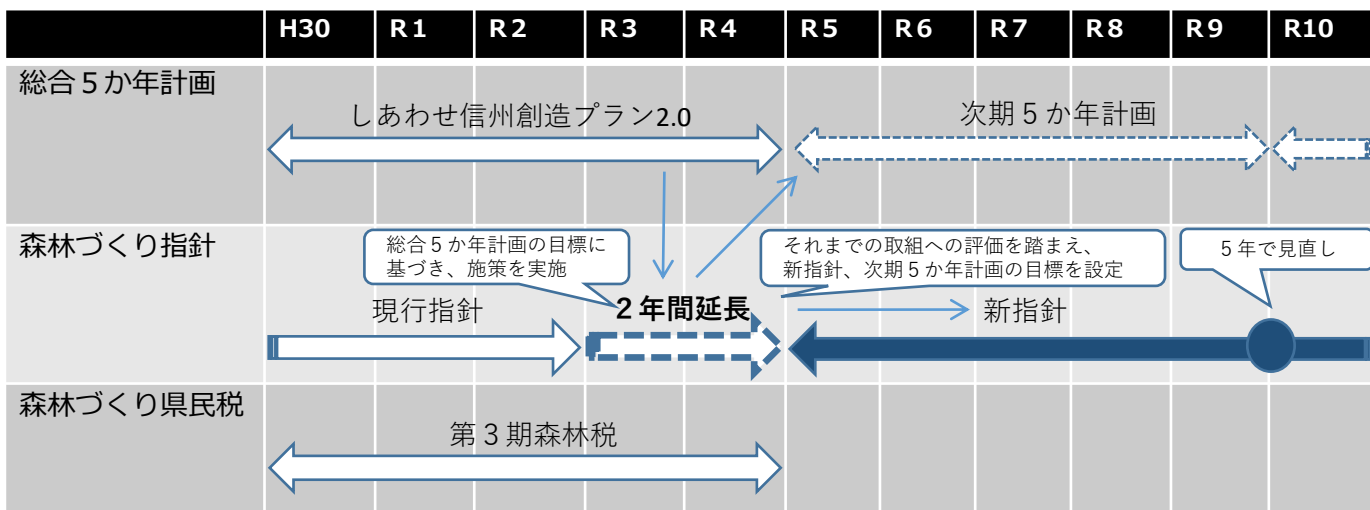 H30 R1 R2 R3 R4 R5 R6 R7 R8 R9 R10
総合５か年計画
しあわせ信州創造プラン2.0
次期５か年計画
森林づくり指針
総合５か年計画の目標に
基づき、施策を実施
それまでの取組への評価を踏まえ、
新指針、次期５か年計画の目標を設定
５年で見直し
現行指針
２年間延長
新指針
森林づくり県民税
第３期森林税